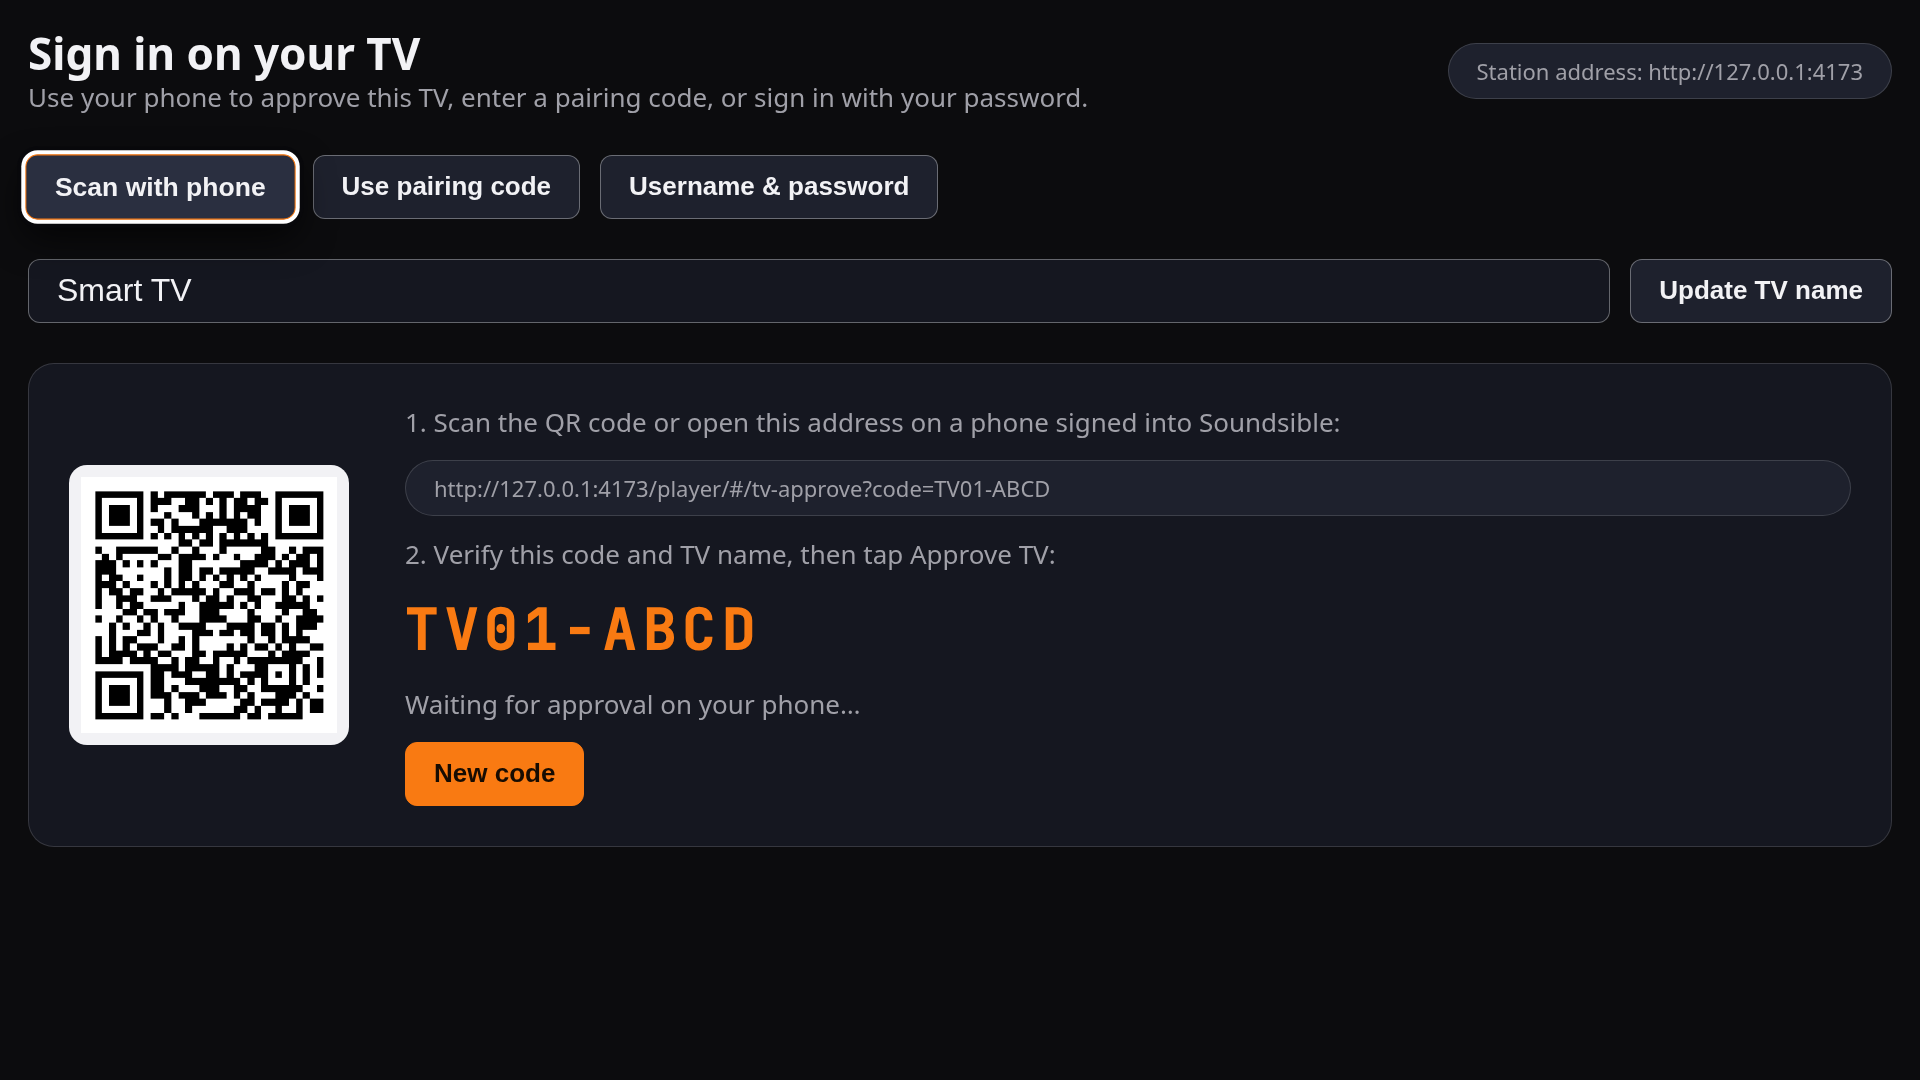 Sign in on your TV
Use your phone to approve this TV, enter a pairing code, or sign in with your password.
Station address: http://127.0.0.1:4173
Scan with phone
Use pairing code
Username & password
Smart TV
Update TV name
1. Scan the QR code or open this address on a phone signed into Soundsible:
http://127.0.0.1:4173/player/#/tv-approve?code=TV01-ABCD
2. Verify this code and TV name, then tap Approve TV:
TV01-ABCD
Waiting for approval on your phone...
New code